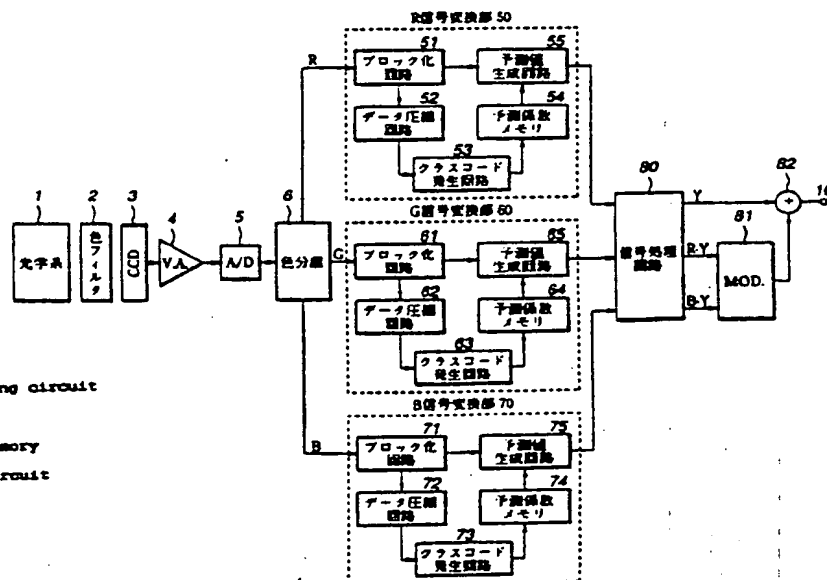 R信号変換部 50
51
ブロック化
回路
55
予測値
生成回路
R
52
データ圧縮
回路
54
予測係数
メモリ
53
クラスコード
発生回路
1
光学系
2
色フィルタ
3
CCD
4
V.A.
5
A/D
6
色分離
G信号変換部 60
61
ブロック化
回路
65
予測値
生成回路
G
62
データ圧縮
回路
64
予測係数
メモリ
63
クラスコード
発生回路
80
信号処理
回路
Y
R-Y
B-Y
81
MOD.
82
+
10
ng circuit
mory
rcuit
B信号変換部 70
71
ブロック化
回路
75
予測値
生成回路
B
72
データ圧縮
回路
74
予測係数
メモリ
73
クラスコード
発生回路